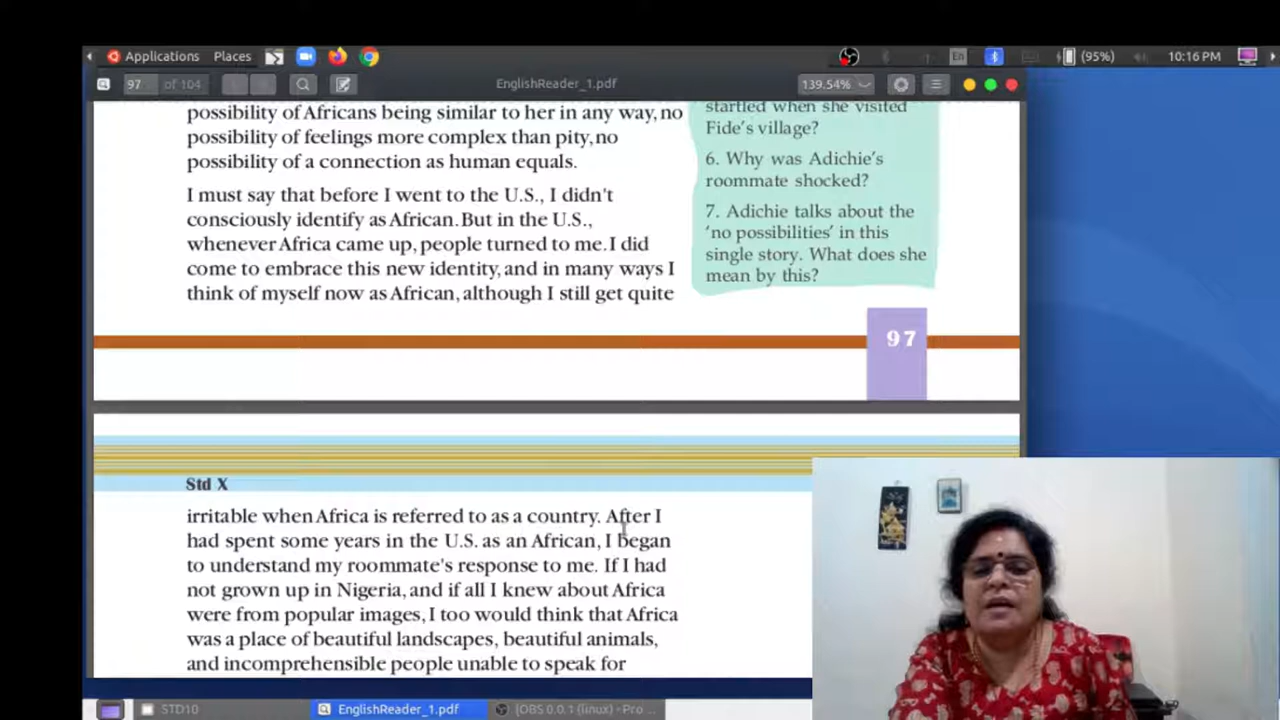 Applications Places En (95%) 10:16 PM
97 of 104 EnglishReader_1.pdf 139.54%
possibility of Africans being similar to her in any way, no
possibility of feelings more complex than pity, no
possibility of a connection as human equals.
I must say that before I went to the U.S., I didn't
consciously identify as African. But in the U.S.,
whenever Africa came up, people turned to me. I did
come to embrace this new identity, and in many ways I
think of myself now as African, although I still get quite
startled when she visited
Fide's village?
6. Why was Adichie's
roommate shocked?
7. Adichie talks about the
'no possibilities' in this
single story. What does she
mean by this?
97
Std X
irritable when Africa is referred to as a country. After I
had spent some years in the U.S. as an African, I began
to understand my roommate's response to me. If I had
not grown up in Nigeria, and if all I knew about Africa
were from popular images, I too would think that Africa
was a place of beautiful landscapes, beautiful animals,
and incomprehensible people unable to speak for
STD10 EnglishReader_1.pdf [OBS 0.0.1 (linux) - Pro ...